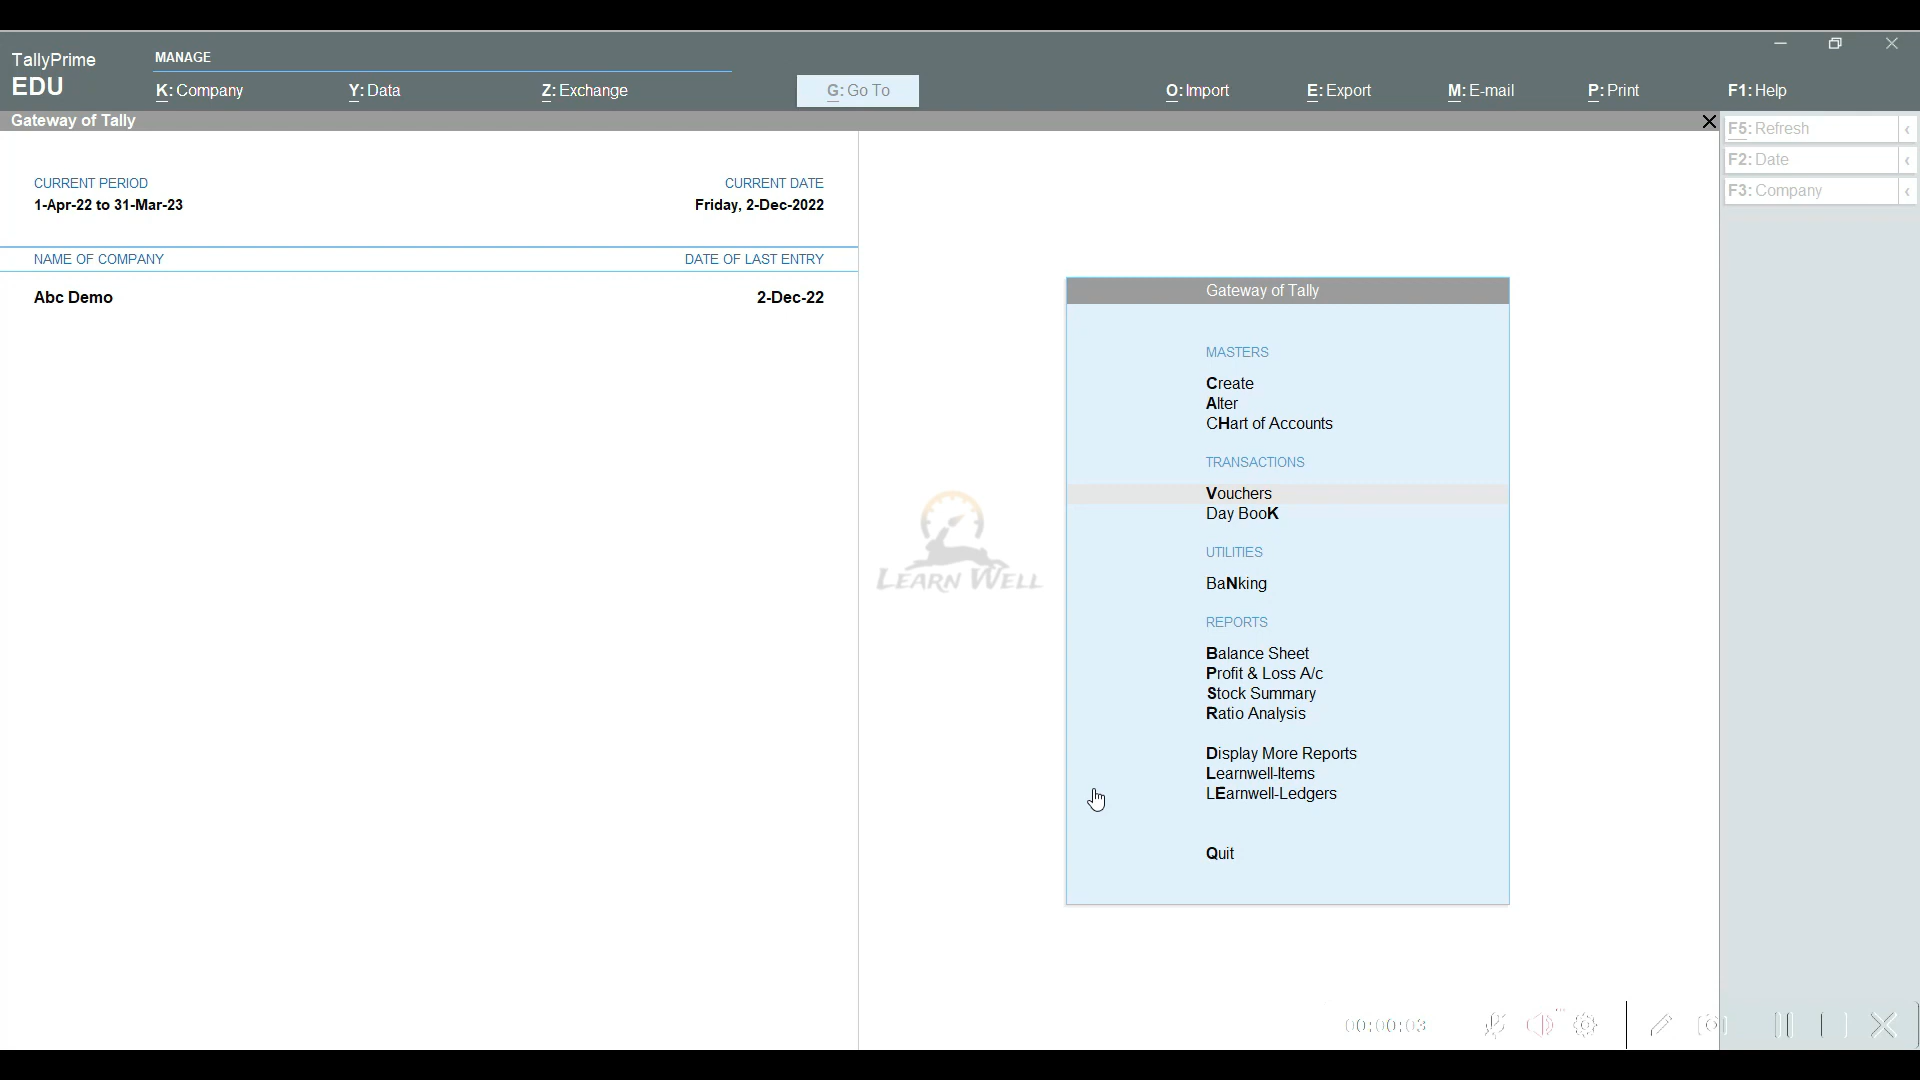 TallyPrime
EDU
MANAGE
K: Company
Y: Data
Z: Exchange
G: Go To
O: Import
E: Export
M: E-mail
P: Print
F1: Help
Gateway of Tally
F5: Refresh
F2: Date
F3: Company
CURRENT PERIOD
CURRENT DATE
1-Apr-22 to 31-Mar-23
Friday, 2-Dec-2022
NAME OF COMPANY
DATE OF LAST ENTRY
Abc Demo
2-Dec-22
Gateway of Tally
MASTERS
Create
Alter
CHart of Accounts
TRANSACTIONS
Vouchers
Day BooK
UTILITIES
BaNking
REPORTS
Balance Sheet
Profit & Loss A/c
Stock Summary
Ratio Analysis
Display More Reports
Learnwell-Items
LEarnwell-Ledgers
Quit
LEARN WELL
00:00:03